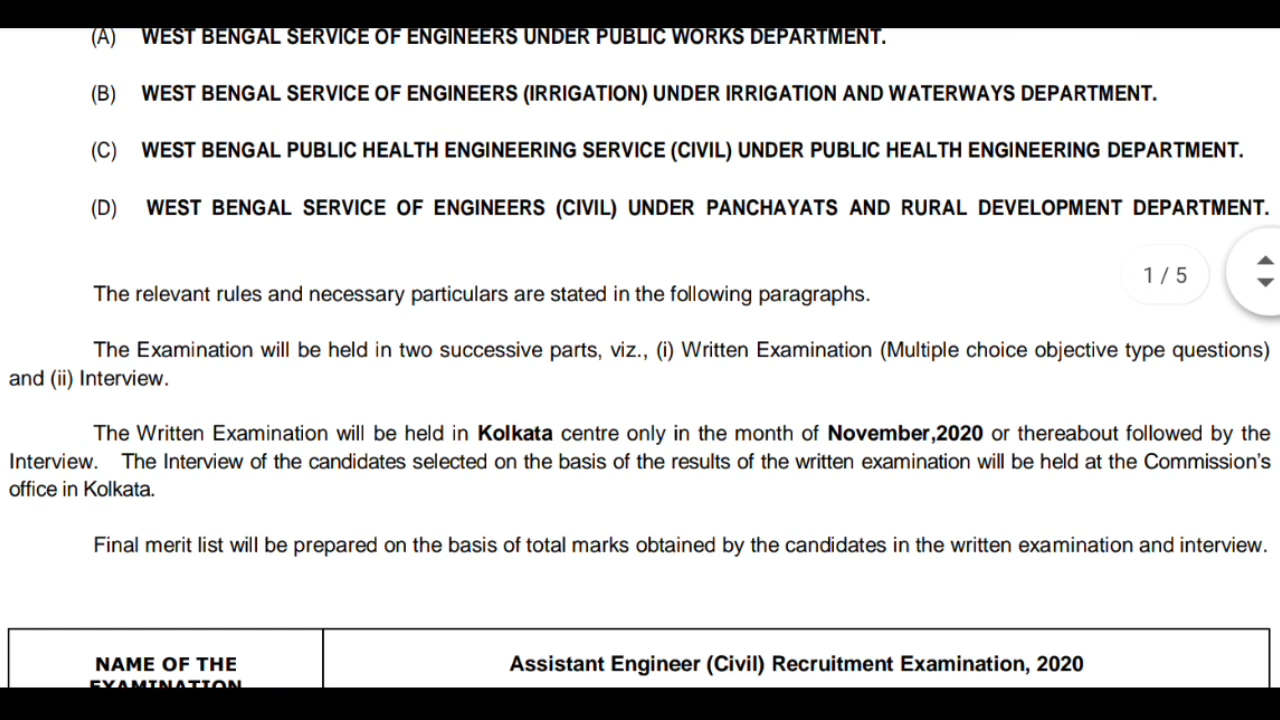 (A) WEST BENGAL SERVICE OF ENGINEERS UNDER PUBLIC WORKS DEPARTMENT.
(B) WEST BENGAL SERVICE OF ENGINEERS (IRRIGATION) UNDER IRRIGATION AND WATERWAYS DEPARTMENT.
(C) WEST BENGAL PUBLIC HEALTH ENGINEERING SERVICE (CIVIL) UNDER PUBLIC HEALTH ENGINEERING DEPARTMENT.
(D) WEST BENGAL SERVICE OF ENGINEERS (CIVIL) UNDER PANCHAYATS AND RURAL DEVELOPMENT DEPARTMENT.
1 / 5
The relevant rules and necessary particulars are stated in the following paragraphs.
The Examination will be held in two successive parts, viz., (i) Written Examination (Multiple choice objective type questions)
and (ii) Interview.
The Written Examination will be held in Kolkata centre only in the month of November,2020 or thereabout followed by the
Interview. The Interview of the candidates selected on the basis of the results of the written examination will be held at the Commission's
office in Kolkata.
Final merit list will be prepared on the basis of total marks obtained by the candidates in the written examination and interview.
NAME OF THE
EXAMINATION
Assistant Engineer (Civil) Recruitment Examination, 2020